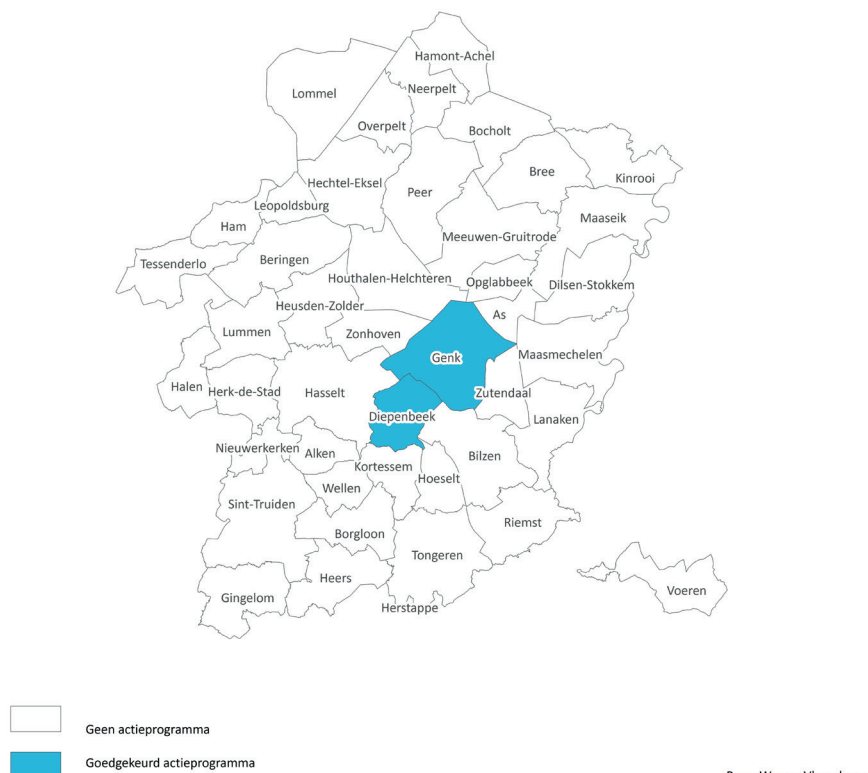 Hamont-Achel
Lommel
Neerpelt
Overpelt
Bocholt
Bree
Kinrooi
Hechtel-Eksel
Peer
Leopoldsburg
Maaseik
Ham
Meeuwen-Gruitrode
Tessenderlo
Beringen
Houthalen-Helchteren
Opglabbeek
Dilsen-Stokkem
Heusden-Zolder
As
Lummen
Zonhoven
Maasmechelen
Genk
Halen
Herk-de-Stad
Hasselt
Zutendaal
Diepenbeek
Lanaken
Nieuwerkerken
Alken
Bilzen
Kortessem
Hoeselt
Wellen
Sint-Truiden
Riemst
Borgloon
Tongeren
Heers
Voeren
Gingelom
Herstappe
Geen actieprogramma
Goedgekeurd actieprogramma